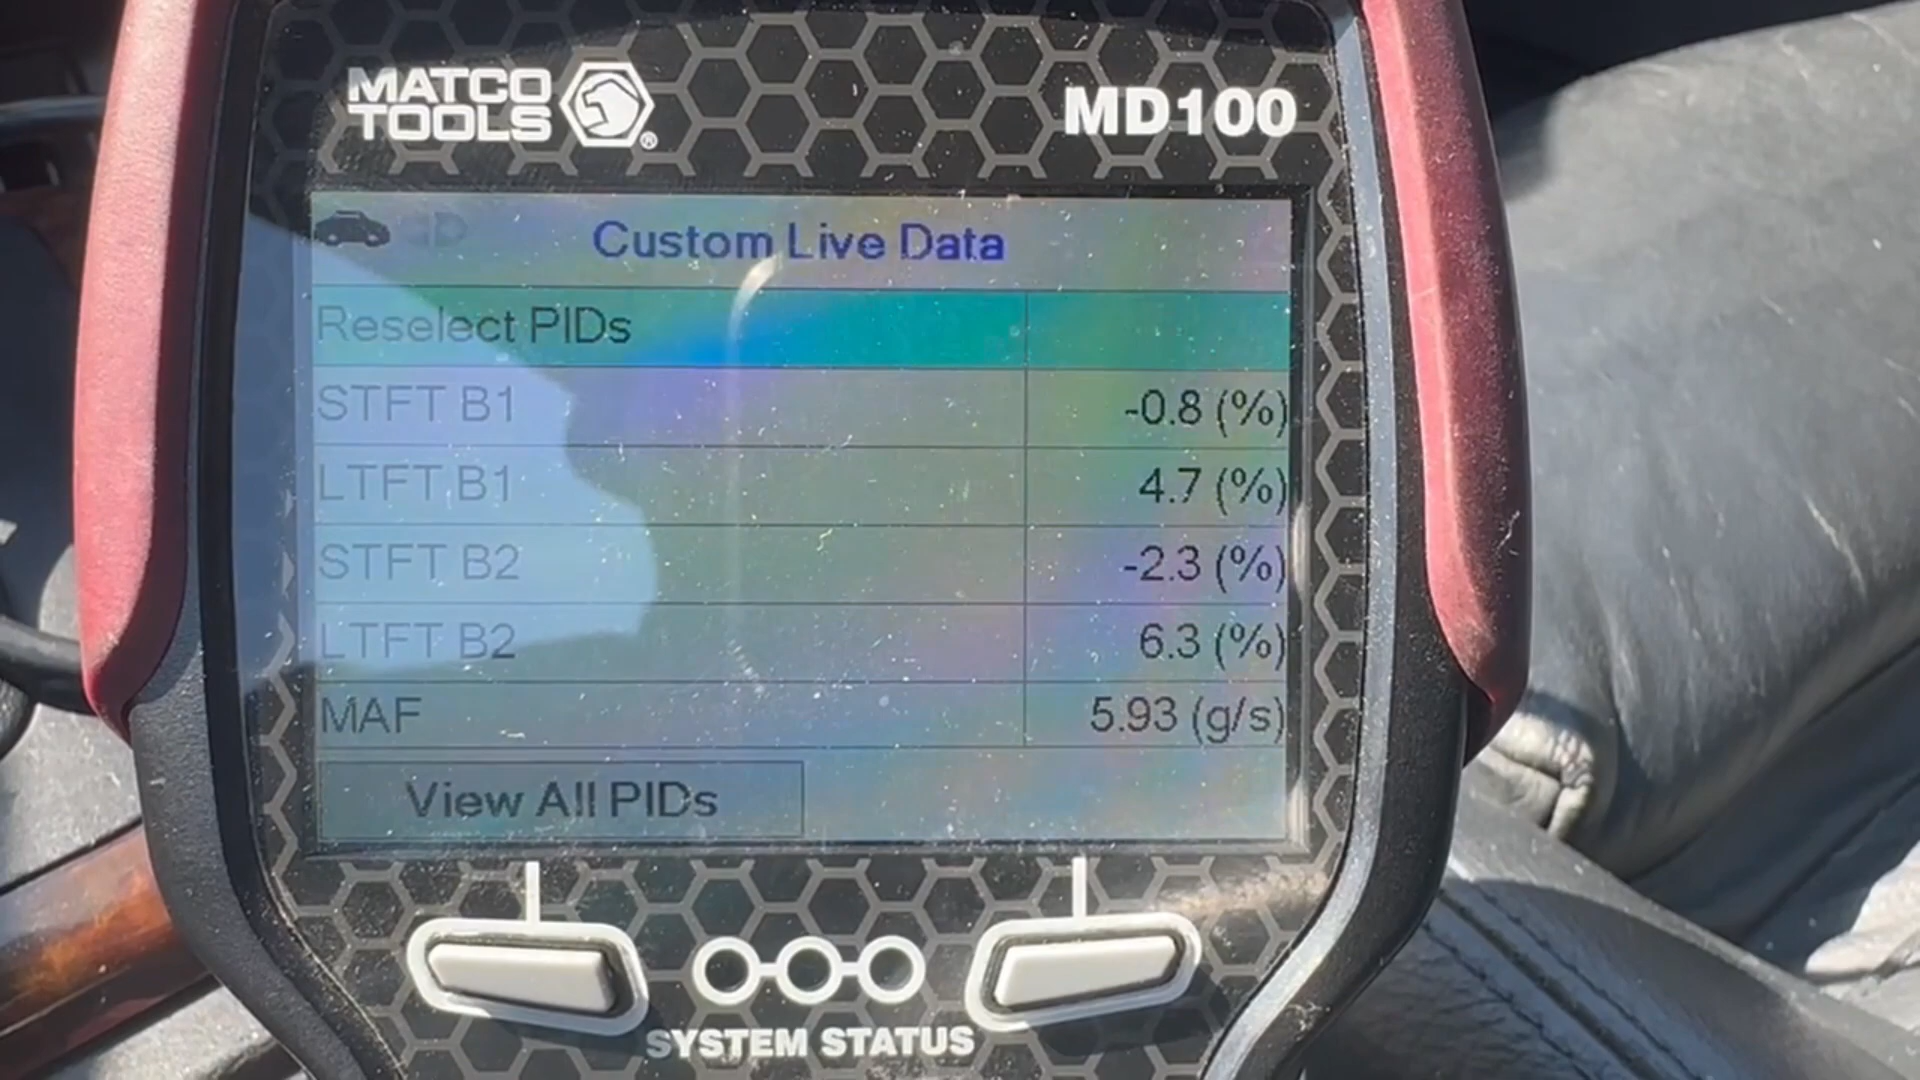 MATCO
TOOLS ®
MD100
Custom Live Data
Reselect PIDs
STFT B1 -0.8 (%)
LTFT B1 4.7 (%)
STFT B2 -2.3 (%)
LTFT B2 6.3 (%)
MAF 5.93 (g/s)
View All PIDs
SYSTEM STATUS